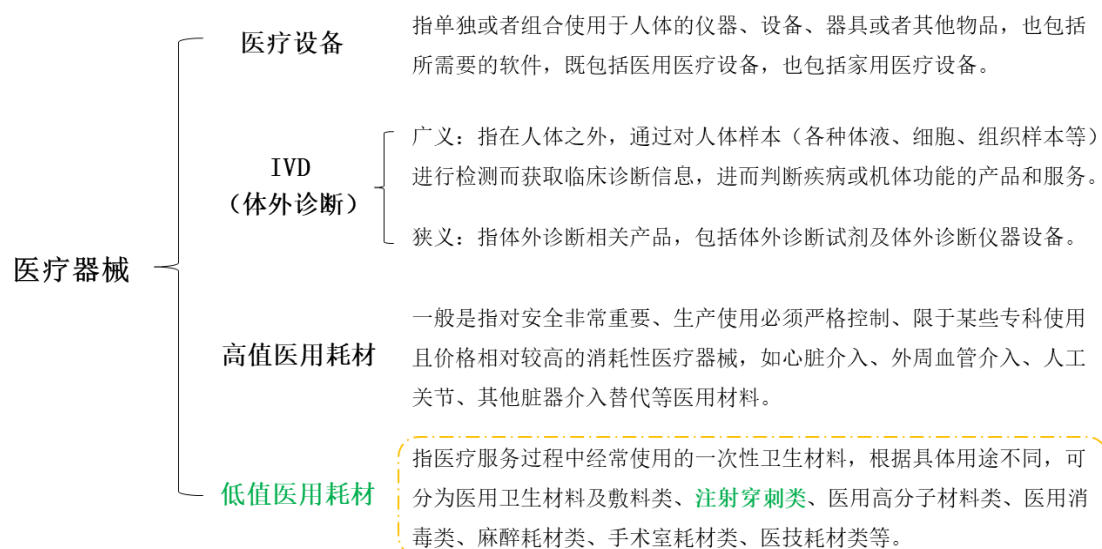 医疗设备
指单独或者组合使用于人体的仪器、设备、器具或者其他物品，也包括
所需要的软件，既包括医用医疗设备，也包括家用医疗设备。
IVD
（体外诊断）
广义：指在人体之外，通过对人体样本（各种体液、细胞、组织样本等）
进行检测而获取临床诊断信息，进而判断疾病或机体功能的产品和服务。
狭义：指体外诊断相关产品，包括体外诊断试剂及体外诊断仪器设备。
医疗器械
高值医用耗材
一般是指对安全非常重要、生产使用必须严格控制、限于某些专科使用
且价格相对较高的消耗性医疗器械，如心脏介入、外周血管介入、人工
关节、其他脏器介入替代等医用材料。
低值医用耗材
指医疗服务过程中经常使用的一次性卫生材料，根据具体用途不同，可
分为医用卫生材料及敷料类、注射穿刺类、医用高分子材料类、医用消
毒类、麻醉耗材类、手术室耗材类、医技耗材类等。